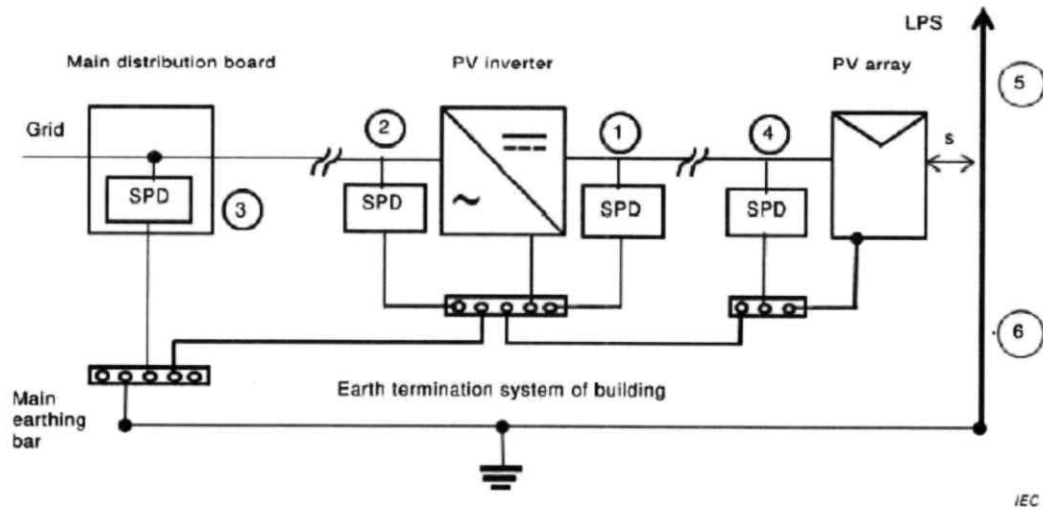 LPS
Main distribution board
PV inverter
PV array
5
Grid
2
1
4
s
SPD
3
SPD
SPD
SPD
~
6
Main
earthing
bar
Earth termination system of building
IEC